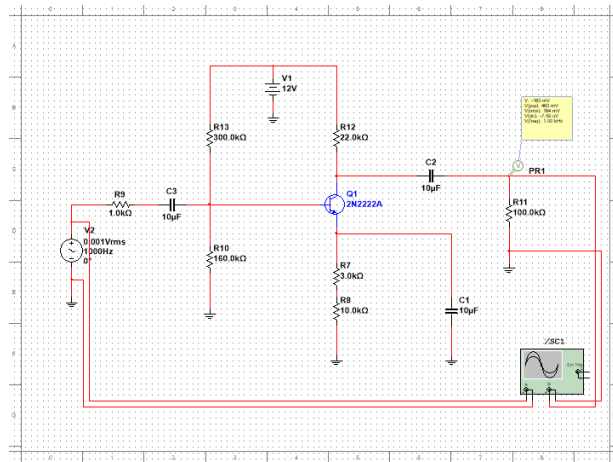 V1
12V
R13
300.0kΩ
R12
22.0kΩ
C2
10µF
PR1
R9
1.0kΩ
C3
10µF
Q1
2N2222A
R11
100.0kΩ
V2
0.001Vrms
1000Hz
0°
R10
160.0kΩ
R7
3.0kΩ
R8
10.0kΩ
C1
10µF
XSC1